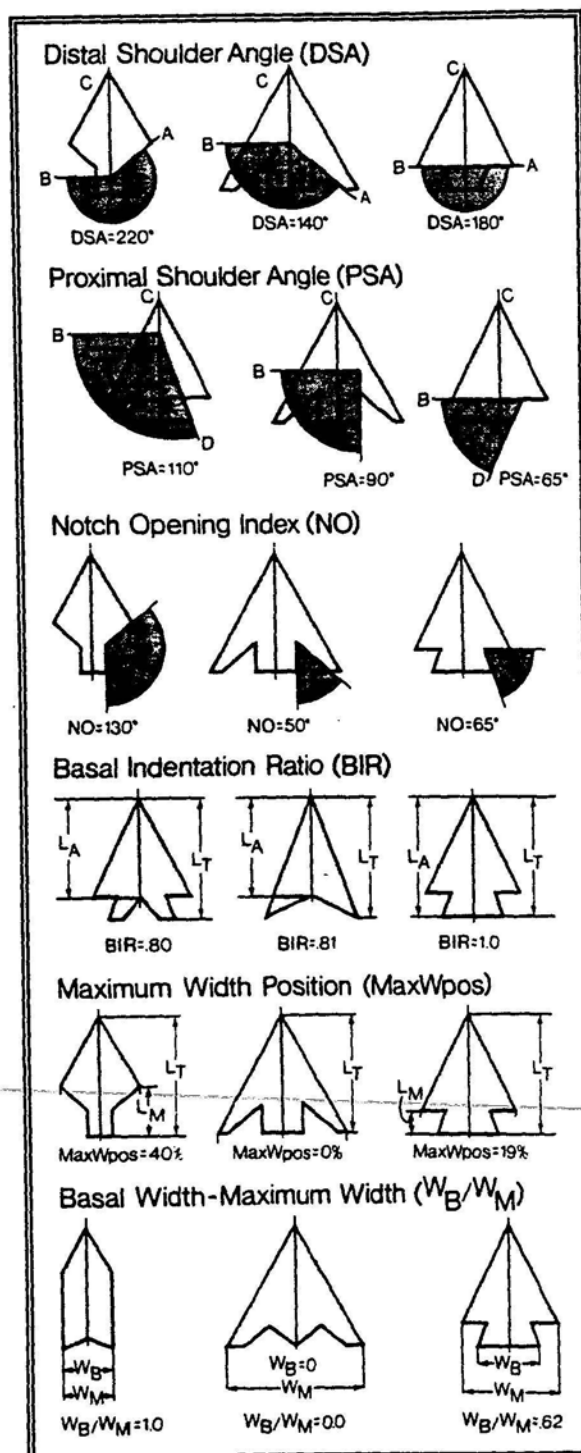 Distal Shoulder Angle (DSA)
C C C
A
B B B A
A
DSA=220° DSA=140° DSA=180°
Proximal Shoulder Angle (PSA)
C C C
B
B
B
D
PSA=110° PSA=90° D PSA=65°
Notch Opening Index (NO)
NO=130° NO=50° NO=65°
Basal Indentation Ratio (BIR)
LA LT LA LT LA LT
BIR=.80 BIR=.81 BIR=1.0
Maximum Width Position (MaxWpos)
LT LT LT
LM LM
MaxWpos=40% MaxWpos=0% MaxWpos=19%
Basal Width-Maximum Width (WB/WM)
WB WB=0 WB
WM WM WM
WB/WM=1.0 WB/WM=0.0 WB/WM=.62